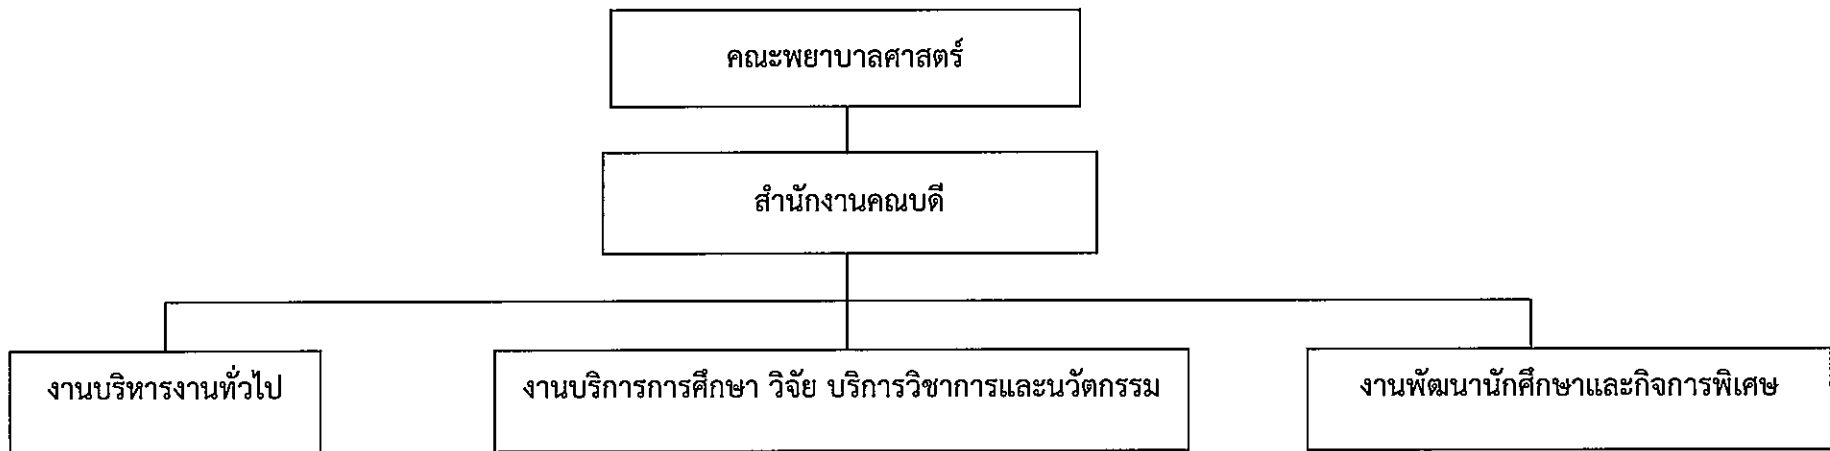 คณะพยาบาลศาสตร์
สำนักงานคณบดี
งานบริหารงานทั่วไป
งานบริการการศึกษา วิจัย บริการวิชาการและนวัตกรรม
งานพัฒนานักศึกษาและกิจการพิเศษ